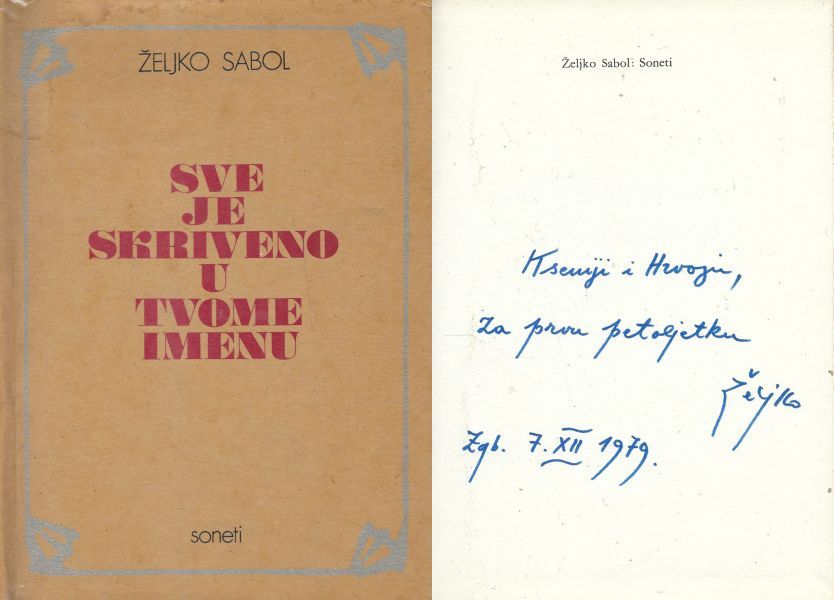 ŽELJKO SABOL
SVE
JE
SKRIVENO
U
TVOME
IMENU
soneti
Željko Sabol: Soneti
Kseniji i Hrvoju,
za prvu petoljetku
Željko
Zgb. 7. XII 1979.